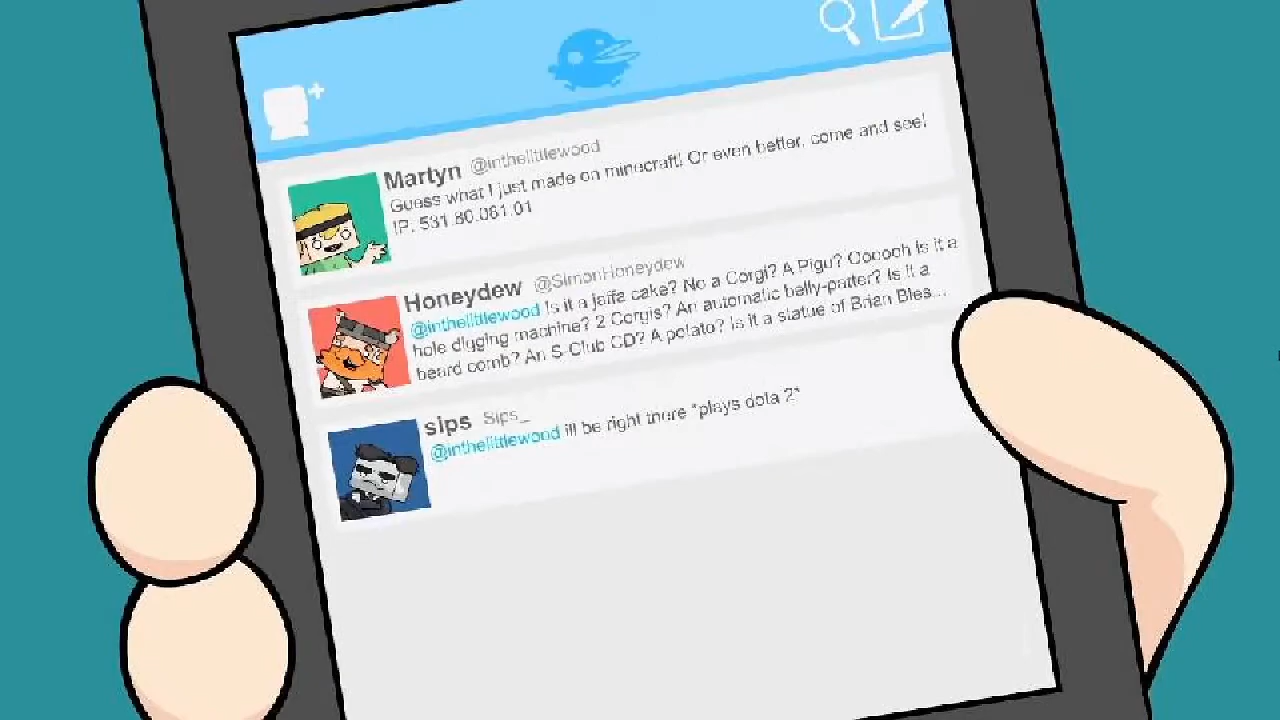 Martyn @inthelittlewood
Guess what I just made on minecraft! Or even better, come and see!
IP: 531.80.081.01
Honeydew @SimonHoneydew
@inthelittlewood Is it a jaffa cake? No a Corgi? A Pigu? Oooooh is it a
hole digging machine? 2 Corgis? An automatic belly-patter? Is it a
beard comb? An S Club CD? A potato? Is it a statue of Brian Bles...
sips Sips_
@inthelittlewood ill be right there *plays dota 2*